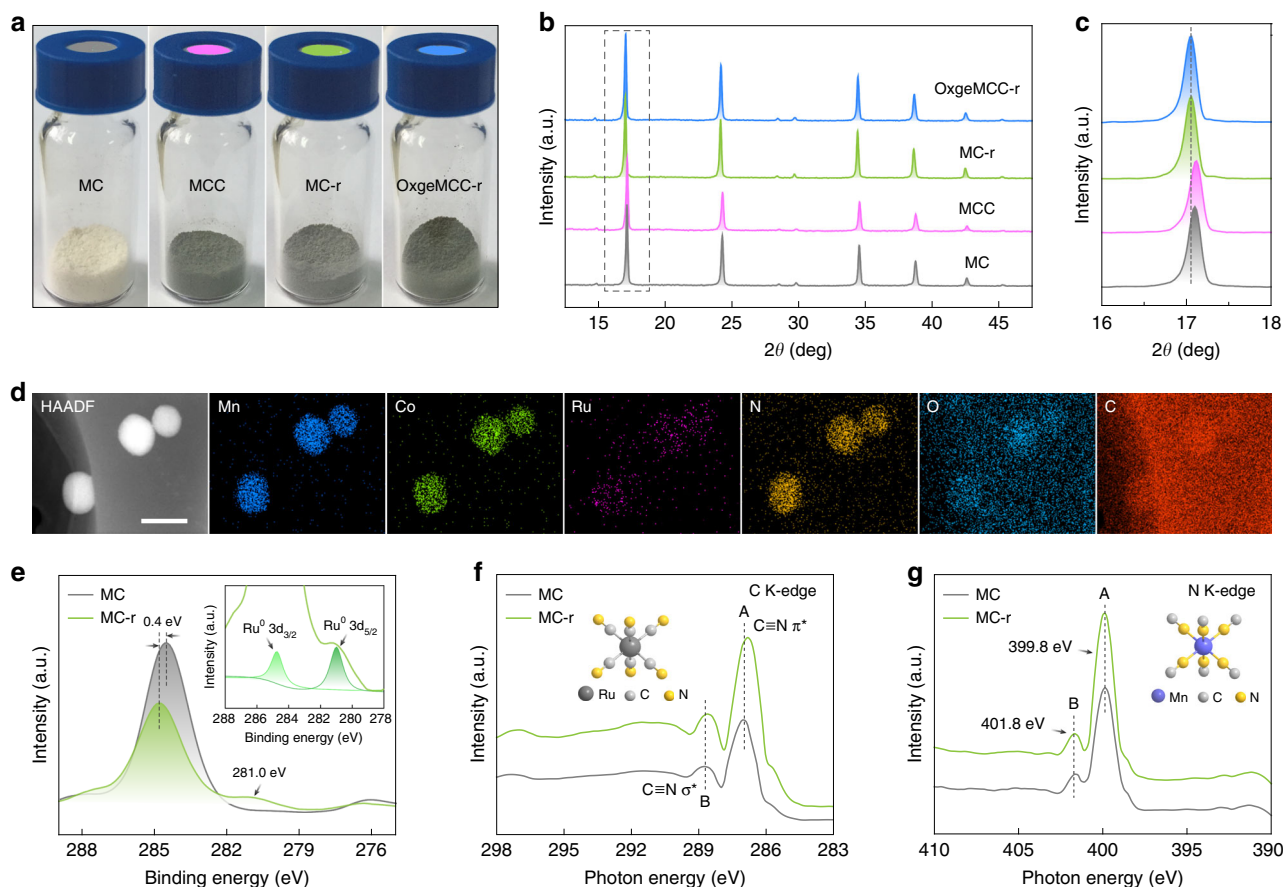 a
MC
MCC
MC-r
OxgeMCC-r
b
Intensity (a.u.)
OxgeMCC-r
MC-r
MCC
MC
15 20 25 30 35 40 45
2θ (deg)
c
Intensity (a.u.)
16 17 18
2θ (deg)
d
HAADF
Mn
Co
Ru
N
O
C
e
MC
MC-r
0.4 eV
281.0 eV
Intensity (a.u.)
288 285 282 279 276
Binding energy (eV)
Intensity (a.u.)
Ru⁰ 3d₃/₂
Ru⁰ 3d₅/₂
288 286 284 282 280 278
Binding energy (eV)
f
MC
MC-r
C K-edge
A
C≡N π*
Ru C N
C≡N σ*
B
Intensity (a.u.)
298 295 292 289 286 283
Photon energy (eV)
g
MC
MC-r
N K-edge
A
399.8 eV
B
401.8 eV
Mn C N
Intensity (a.u.)
410 405 400 395 390
Photon energy (eV)